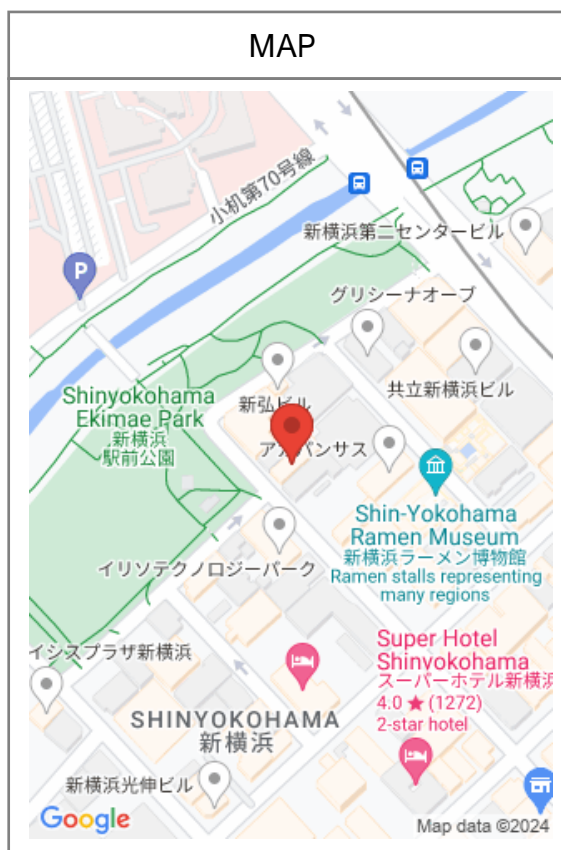 MAP
小机第70号線
新横浜第二センタービル
グリシーナオーブ
P
共立新横浜ビル
Shinyokohama
Ekimae Park
新横浜
駅前公園
新弘ビル
Shin-Yokohama
Ramen Museum
新横浜ラーメン博物館
Ramen stalls representing
many regions
イリソテクノロジーパーク
イシスプラザ新横浜
Super Hotel
Shinyokohama
スーパーホテル新横浜
4.0 ★ (1272)
2-star hotel
SHINYOKOHAMA
新横浜
新横浜光伸ビル
Google
Map data ©2024